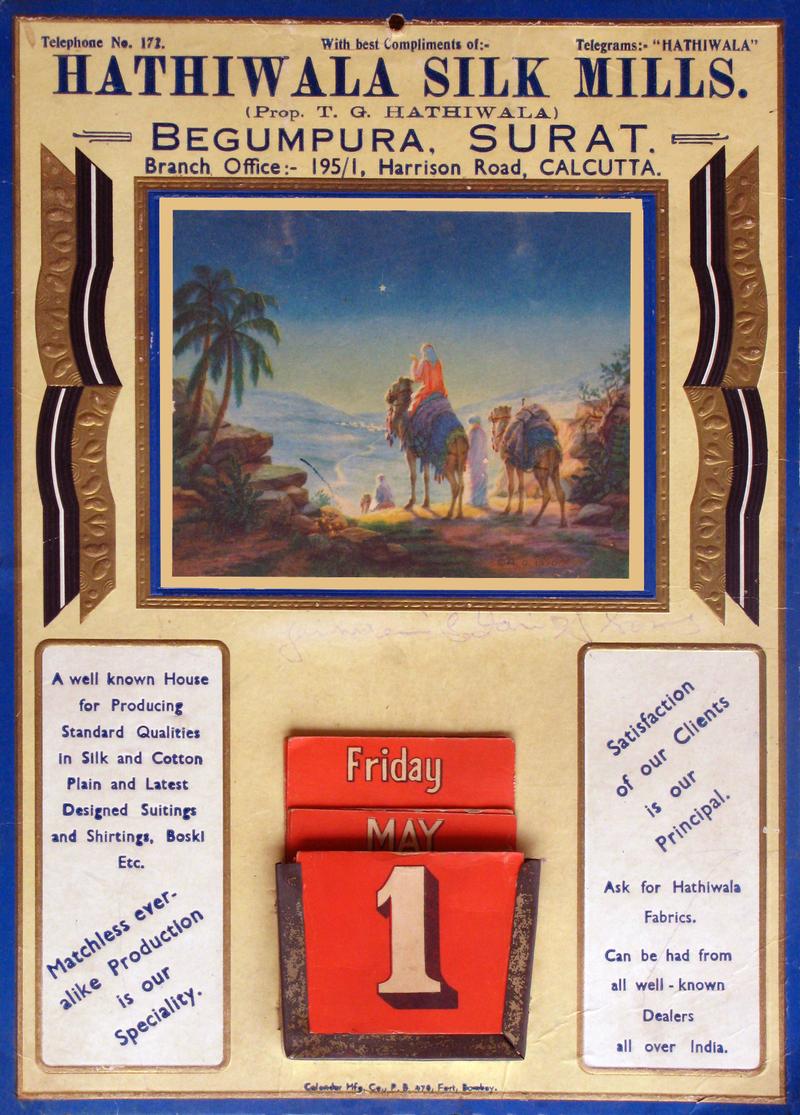 Telephone No. 172.
With best Compliments of:-
Telegrams:- "HATHIWALA"
HATHIWALA SILK MILLS.
(Prop. T. G. HATHIWALA)
BEGUMPURA, SURAT.
Branch Office:- 195/1, Harrison Road, CALCUTTA.
A well known House
for Producing
Standard Qualities
in Silk and Cotton
Plain and Latest
Designed Suitings
and Shirtings, Boski
Etc.
Matchless ever-
alike Production
is our
Speciality.
Friday
MAY
1
Satisfaction
of our Clients
is our
Principal.
Ask for Hathiwala
Fabrics.
Can be had from
all well-known
Dealers
all over India.
Calendar Mfg. Co., P. B. 479, Fort, Bombay.